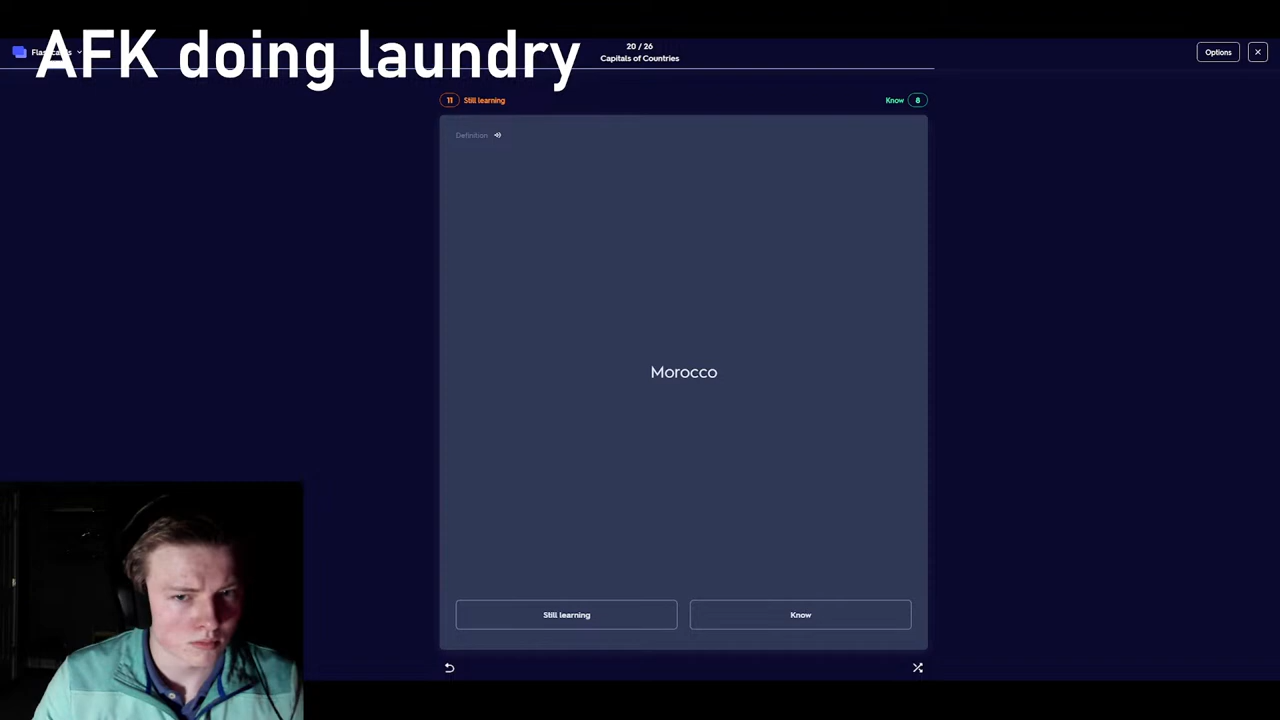 AFK doing laundry
Flashcards
20 / 26
Capitals of Countries
Options
11 Still learning
Know 8
Definition
Morocco
Still learning
Know